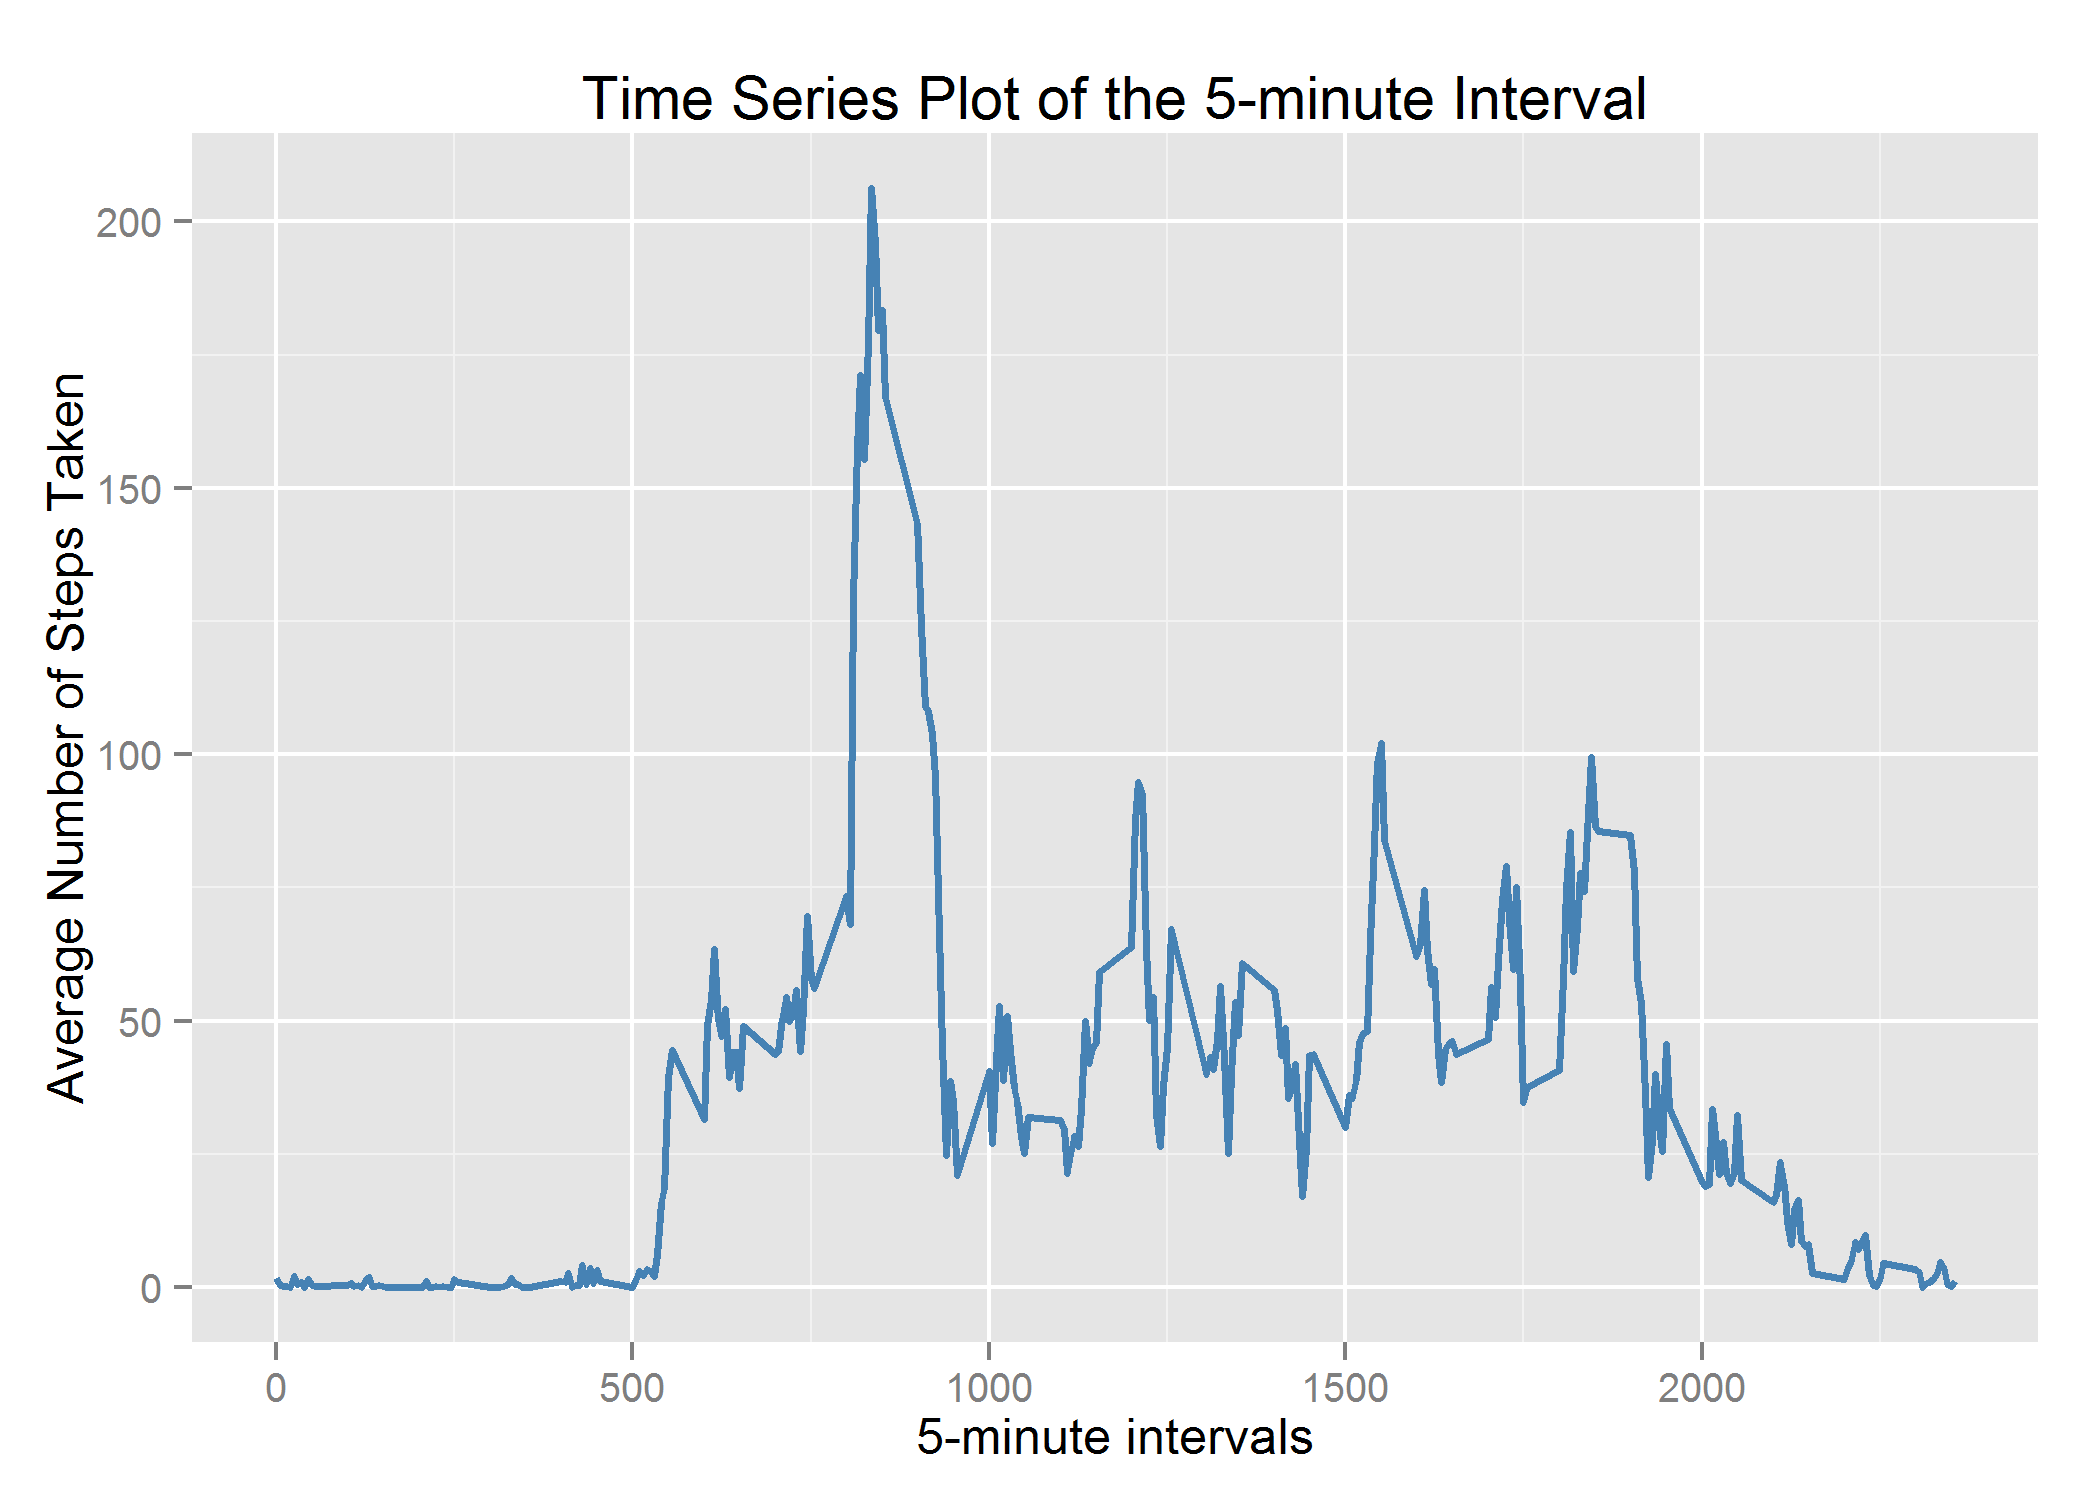 Time Series Plot of the 5-minute Interval
Average Number of Steps Taken
200
150
100
50
0
0 500 1000 1500 2000
5-minute intervals